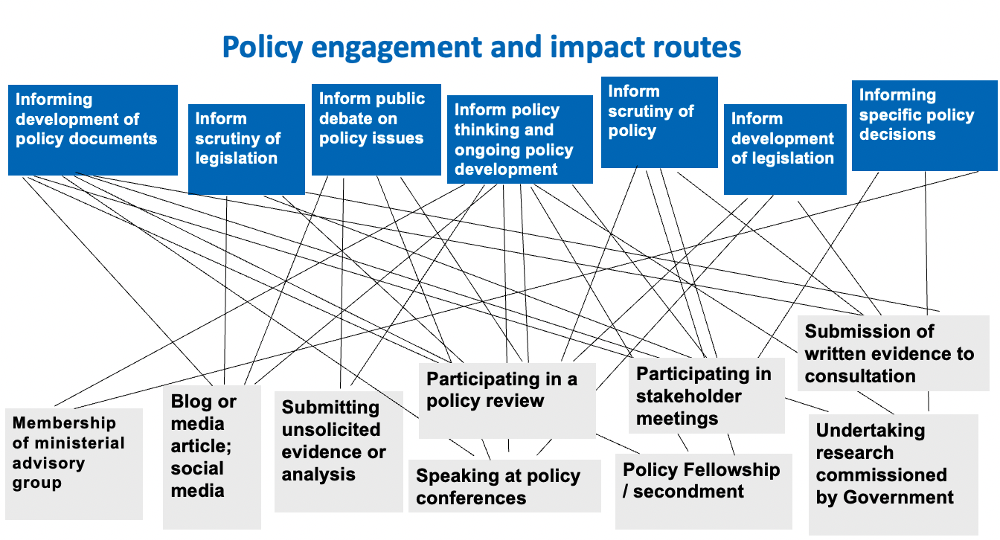 Policy engagement and impact routes
Informing
development of
policy documents
Inform
scrutiny of
legislation
Inform public
debate on
policy issues
Inform policy
thinking and
ongoing policy
development
Inform
scrutiny of
policy
Inform
development
of legislation
Informing
specific policy
decisions
Membership
of ministerial
advisory
group
Blog or
media
article;
social
media
Submitting
unsolicited
evidence or
analysis
Participating in a
policy review
Speaking at policy
conferences
Participating in
stakeholder
meetings
Policy Fellowship
/ secondment
Submission of
written evidence to
consultation
Undertaking
research
commissioned
by Government